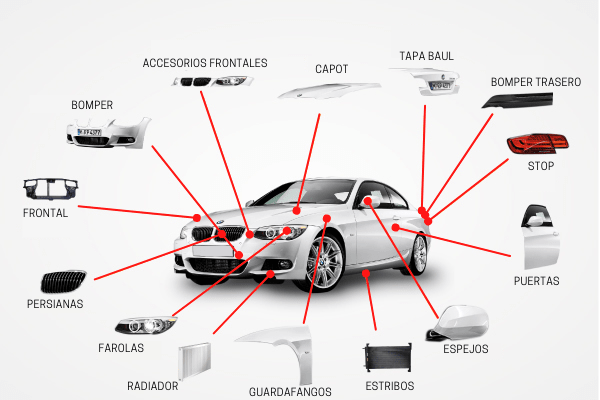 ACCESORIOS FRONTALES
CAPOT
TAPA BAUL
BOMPER TRASERO
BOMPER
STOP
FRONTAL
PUERTAS
PERSIANAS
FAROLAS
ESPEJOS
RADIADOR
GUARDAFANGOS
ESTRIBOS